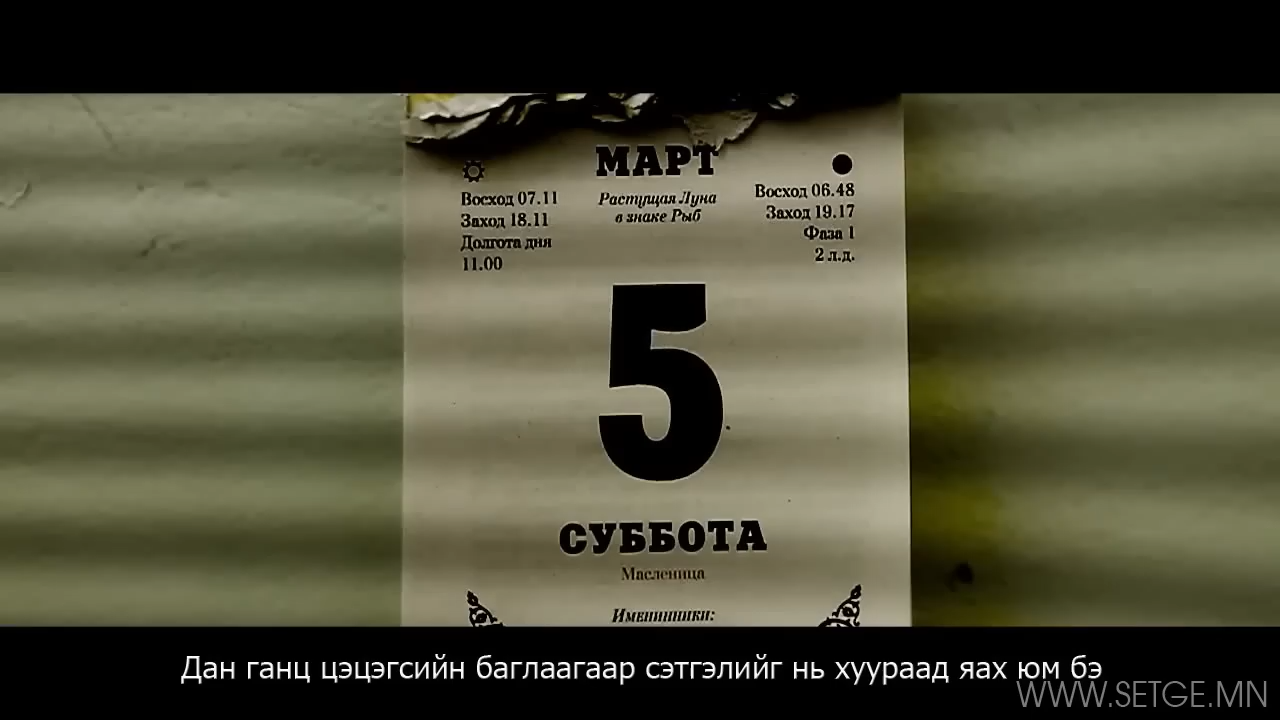 МАРТ
Восход 07.11
Заход 18.11
Долгота дня
11.00
Растущая Луна
в знаке Рыб
Восход 06.48
Заход 19.17
Фаза 1
2 л.д.
5
СУББОТА
Масленица
Именинники:
Дан ганц цэцэгсийн баглаагаар сэтгэлийг нь хуураад яах юм бэ
WWW.SETGE.MN